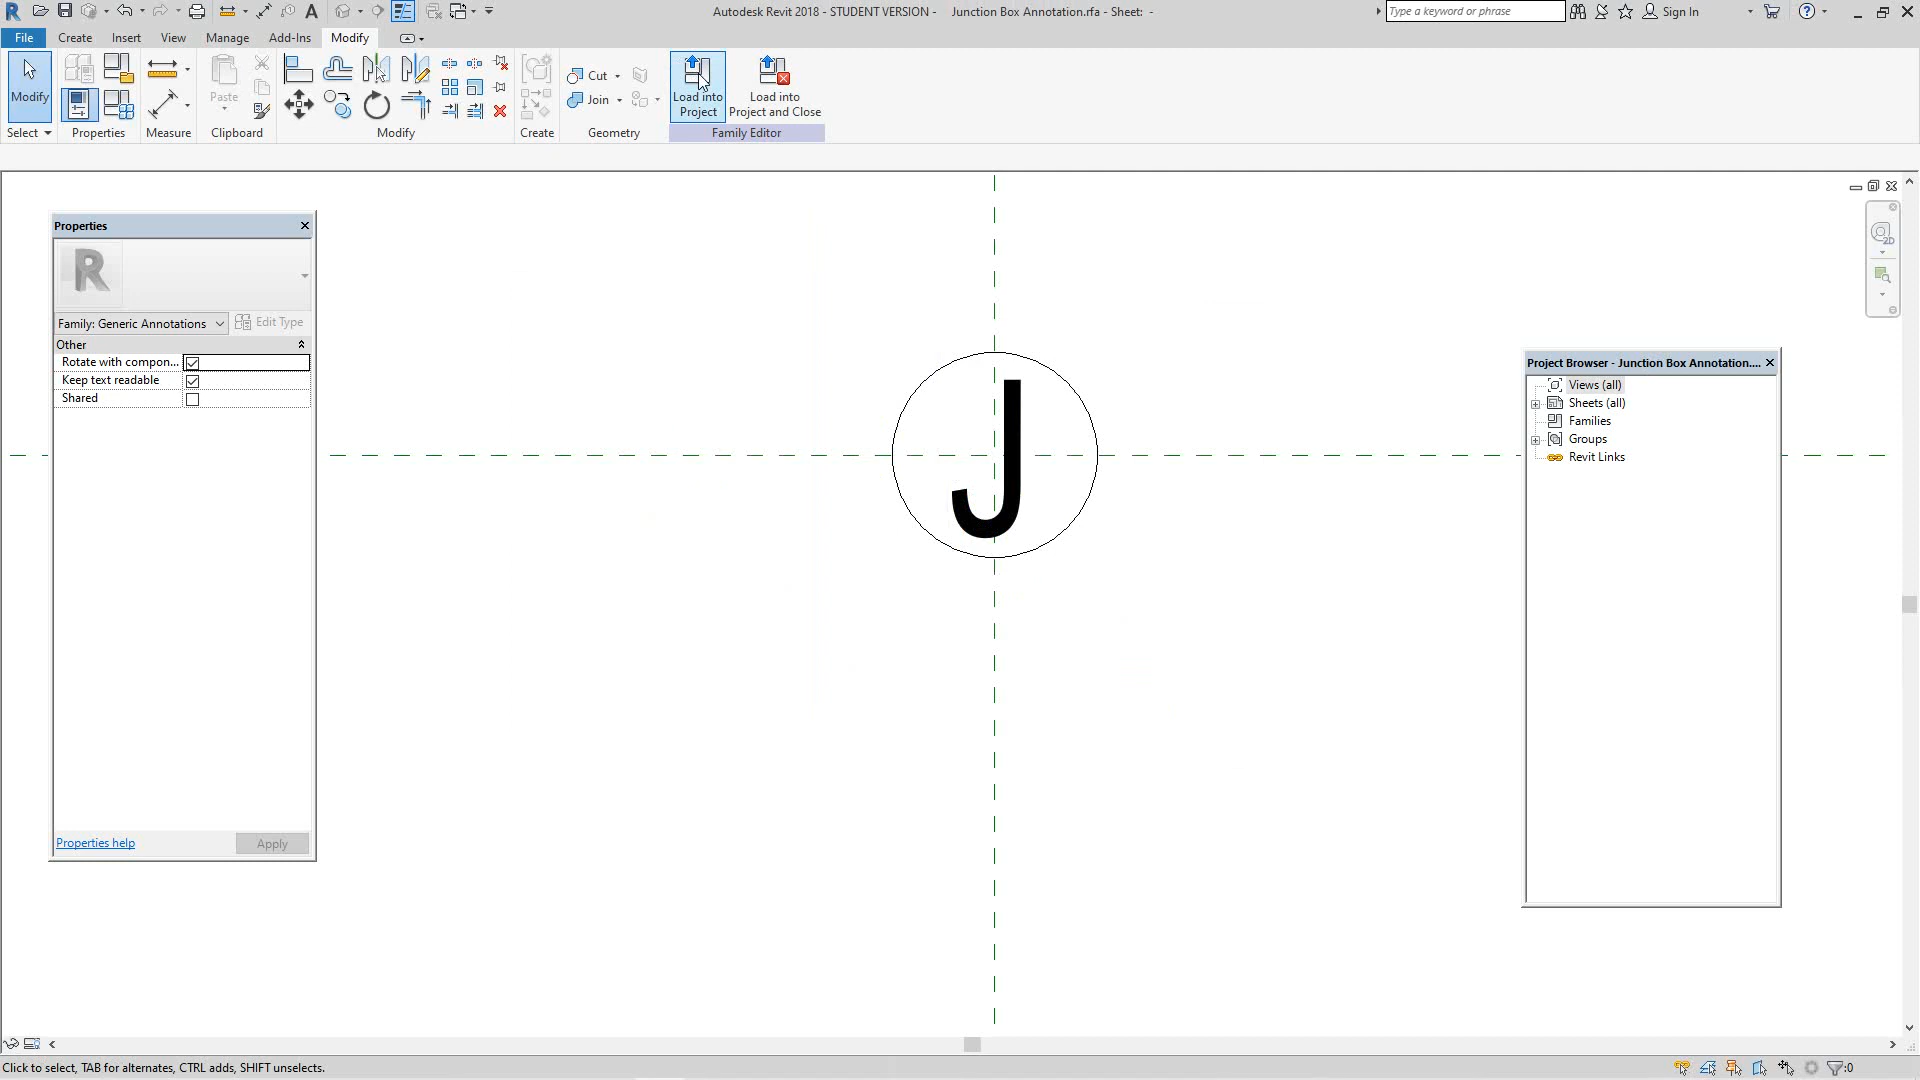 Autodesk Revit 2018 - STUDENT VERSION - Junction Box Annotation.rfa - Sheet: -
Type a keyword or phrase
Sign In
File Create Insert View Manage Add-Ins Modify
Modify
Paste
Cut
Join
Load into
Project
Load into
Project and Close
Select Properties Measure Clipboard Modify Create Geometry Family Editor
2D
Properties
R
Family: Generic Annotations
Edit Type
Other
Rotate with compon...
Keep text readable
Shared
Properties help
Apply
J
Project Browser - Junction Box Annotation....
Views (all)
Sheets (all)
Families
Groups
Revit Links
Click to select, TAB for alternates, CTRL adds, SHIFT unselects.
:0